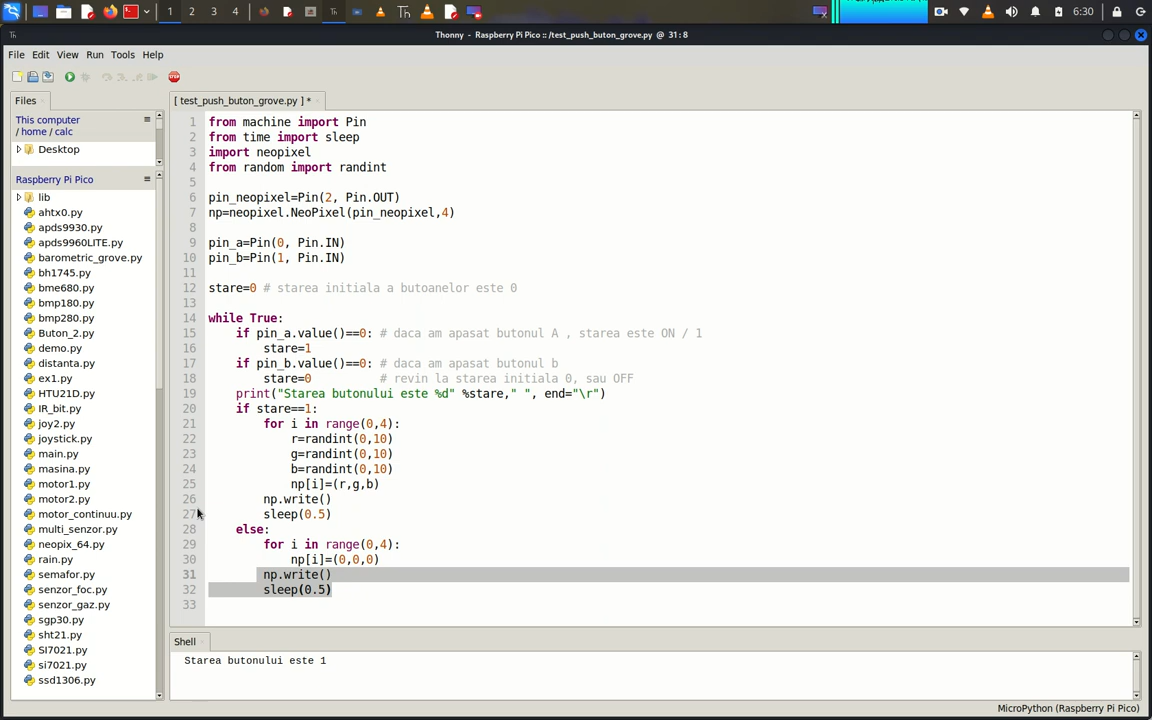 1 2 3 4
Th
6:30
Th
Thonny - Raspberry Pi Pico :: /test_push_buton_grove.py @ 31 : 8
File Edit View Run Tools Help
STOP
Files
This computer
/ home / calc
Desktop
Raspberry Pi Pico
lib
ahtx0.py
apds9930.py
apds9960LITE.py
barometric_grove.py
bh1745.py
bme680.py
bmp180.py
bmp280.py
Buton_2.py
demo.py
distanta.py
ex1.py
HTU21D.py
IR_bit.py
joy2.py
joystick.py
main.py
masina.py
motor1.py
motor2.py
motor_continuu.py
multi_senzor.py
neopix_64.py
rain.py
semafor.py
senzor_foc.py
senzor_gaz.py
sgp30.py
sht21.py
SI7021.py
si7021.py
ssd1306.py
[ test_push_buton_grove.py ] *
1 from machine import Pin
2 from time import sleep
3 import neopixel
4 from random import randint
5
6 pin_neopixel=Pin(2, Pin.OUT)
7 np=neopixel.NeoPixel(pin_neopixel,4)
8
9 pin_a=Pin(0, Pin.IN)
10 pin_b=Pin(1, Pin.IN)
11
12 stare=0 # starea initiala a butoanelor este 0
13
14 while True:
15     if pin_a.value()==0: # daca am apasat butonul A , starea este ON / 1
16         stare=1
17     if pin_b.value()==0: # daca am apasat butonul b
18         stare=0          # revin la starea initiala 0, sau OFF
19     print("Starea butonului este %d" %stare," ", end="\r")
20     if stare==1:
21         for i in range(0,4):
22             r=randint(0,10)
23             g=randint(0,10)
24             b=randint(0,10)
25             np[i]=(r,g,b)
26         np.write()
27         sleep(0.5)
28     else:
29         for i in range(0,4):
30             np[i]=(0,0,0)
31         np.write()
32         sleep(0.5)
33
Shell
Starea butonului este 1
MicroPython (Raspberry Pi Pico)